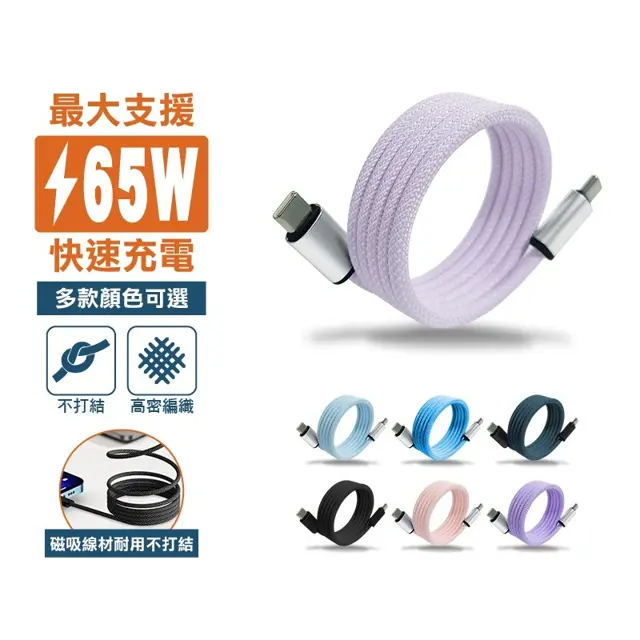 最大支援
65W
快速充電
多款顏色可選
不打結
高密編織
磁吸線材耐用不打結